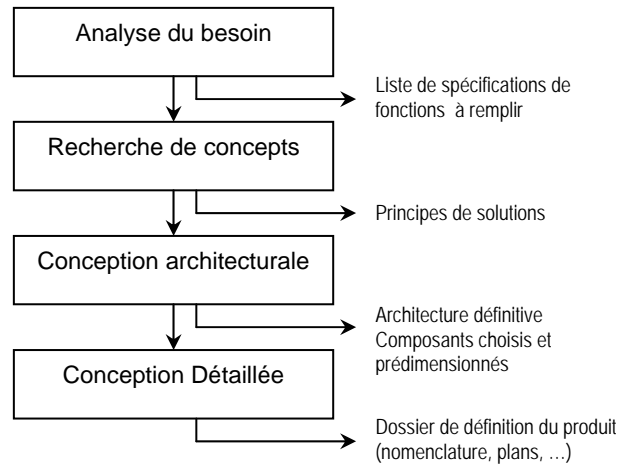 Analyse du besoin
Liste de spécifications de
fonctions à remplir
Recherche de concepts
Principes de solutions
Conception architecturale
Architecture définitive
Composants choisis et
prédimensionnés
Conception Détaillée
Dossier de définition du produit
(nomenclature, plans, ...)